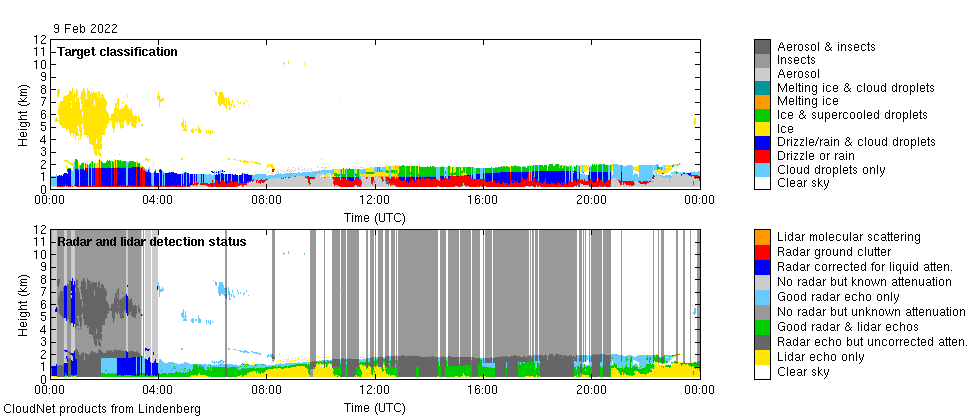 9 Feb 2022
Target classification
12
11
10
9
8
7
6
5
4
3
2
1
0
Height (km)
00:00 04:00 08:00 12:00 16:00 20:00 00:00
Time (UTC)
Aerosol & insects
Insects
Aerosol
Melting ice & cloud droplets
Melting ice
Ice & supercooled droplets
Ice
Drizzle/rain & cloud droplets
Drizzle or rain
Cloud droplets only
Clear sky
Radar and lidar detection status
12
11
10
9
8
7
6
5
4
3
2
1
0
Height (km)
00:00 04:00 08:00 12:00 16:00 20:00 00:00
Time (UTC)
Lidar molecular scattering
Radar ground clutter
Radar corrected for liquid atten.
No radar but known attenuation
Good radar echo only
No radar but unknown attenuation
Good radar & lidar echos
Radar echo but uncorrected atten.
Lidar echo only
Clear sky
CloudNet products from Lindenberg